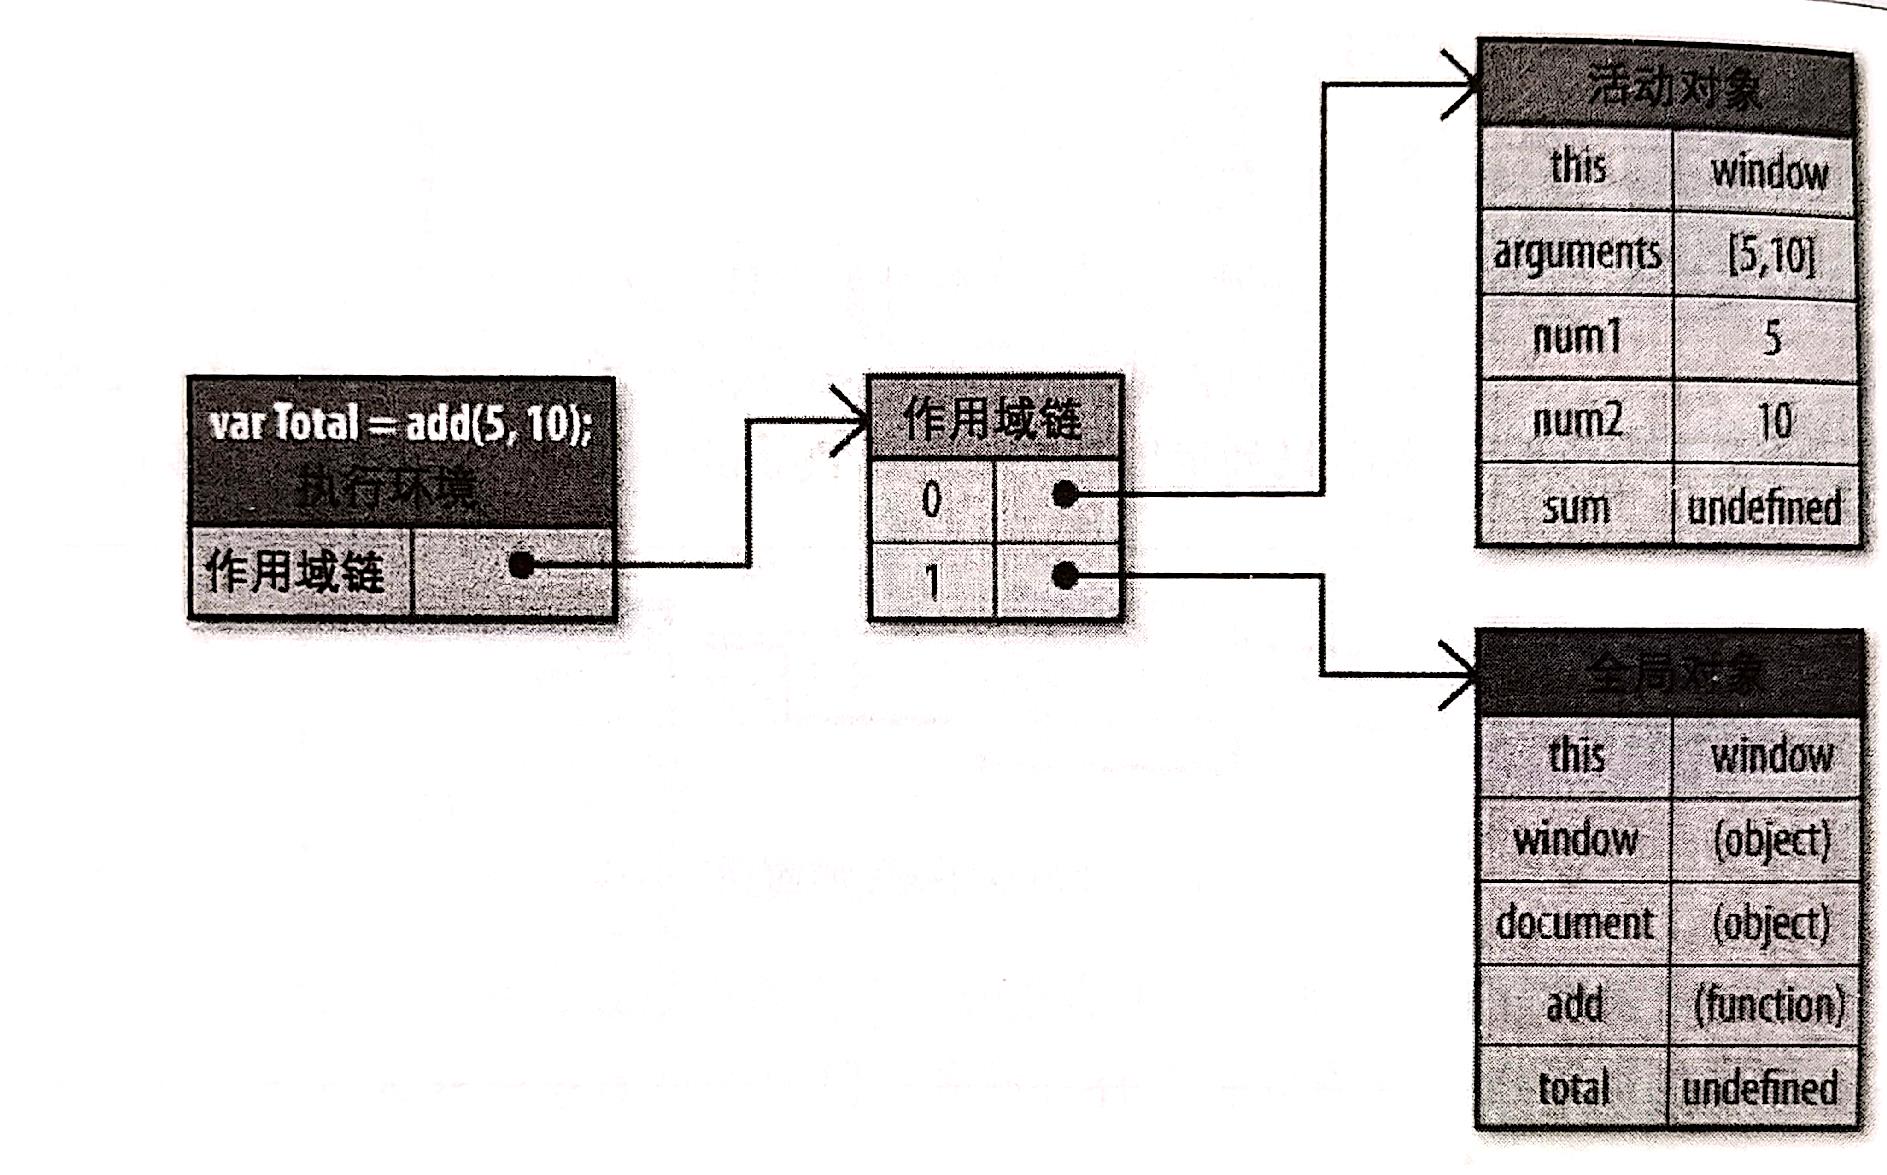 var Total = add(5, 10);
执行环境
作用域链
作用域链
0
1
活动对象
this window
arguments [5,10]
num1 5
num2 10
sum undefined
全局对象
this window
window (object)
document (object)
add (function)
total undefined